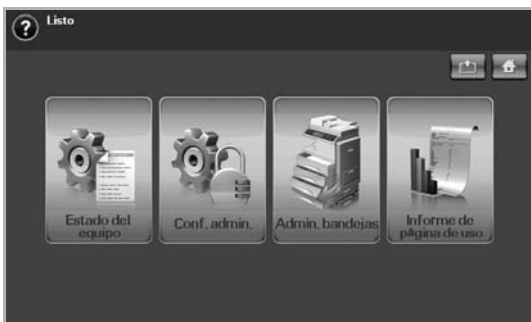 Listo
Estado del
equipo
Conf. admin.
Admin. bandejas
Informe de
página de uso